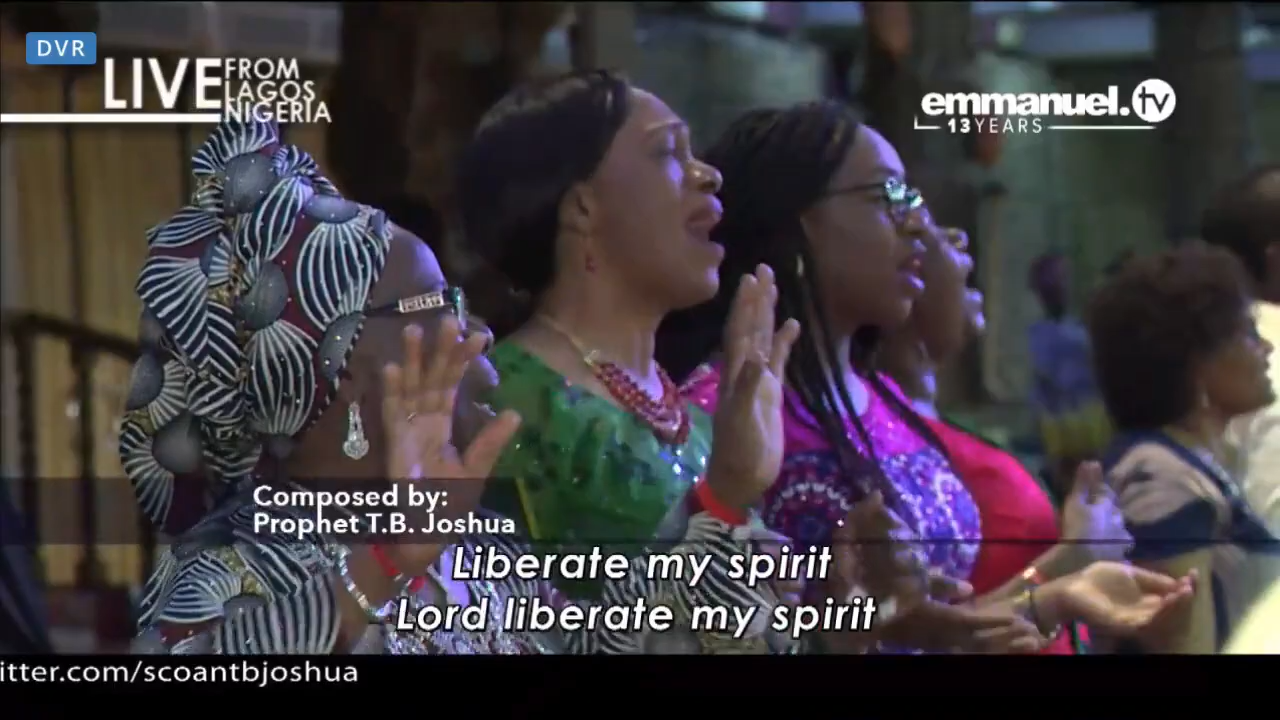 DVR
LIVE FROM
LAGOS
NIGERIA
emmanuel.tv
13 YEARS
Composed by:
Prophet T.B. Joshua
Liberate my spirit
Lord liberate my spirit
itter.com/scoantbjoshua